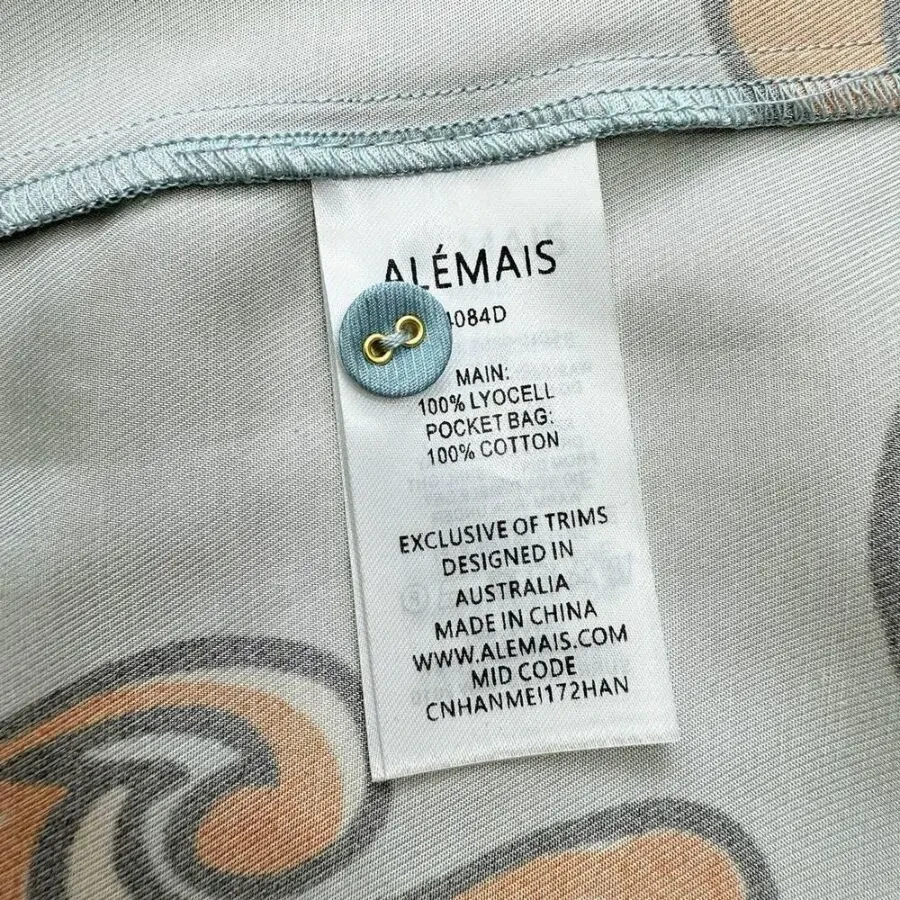 ALÉMAIS
4084D
MAIN:
100% LYOCELL
POCKET BAG:
100% COTTON
EXCLUSIVE OF TRIMS
DESIGNED IN
AUSTRALIA
MADE IN CHINA
WWW.ALEMAIS.COM
MID CODE
CNHANMEI172HAN